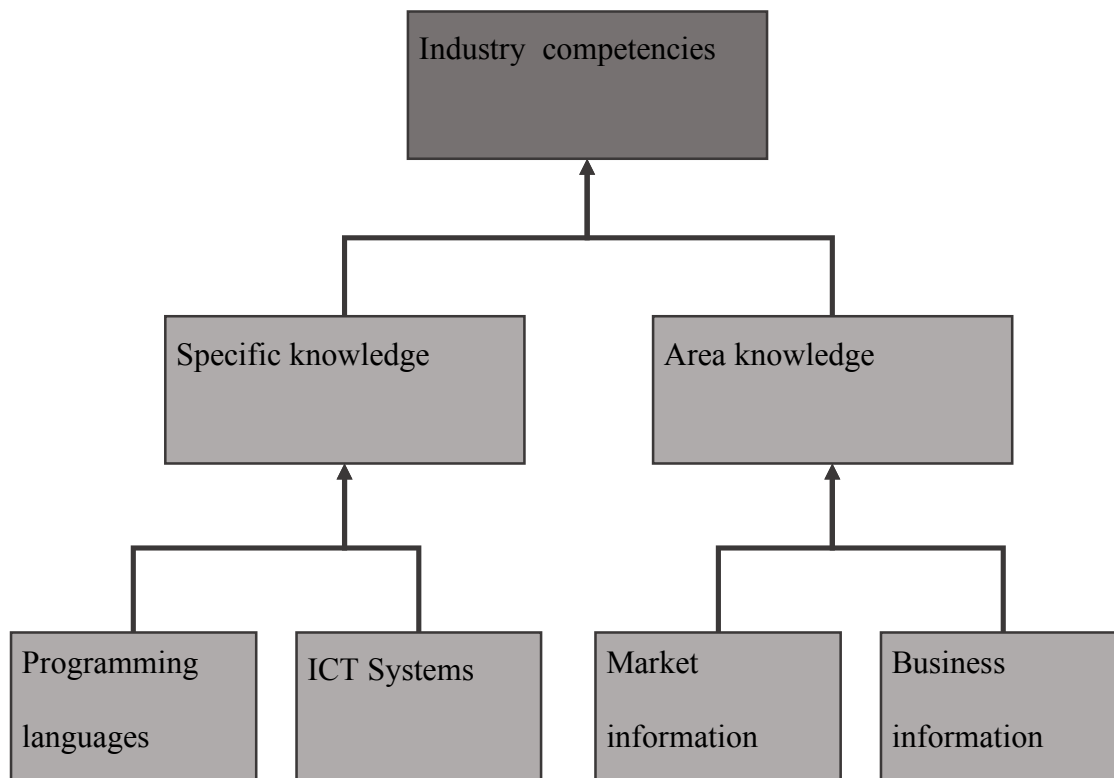 Industry competencies
Specific knowledge
Area knowledge
Programming
languages
ICT Systems
Market
information
Business
information